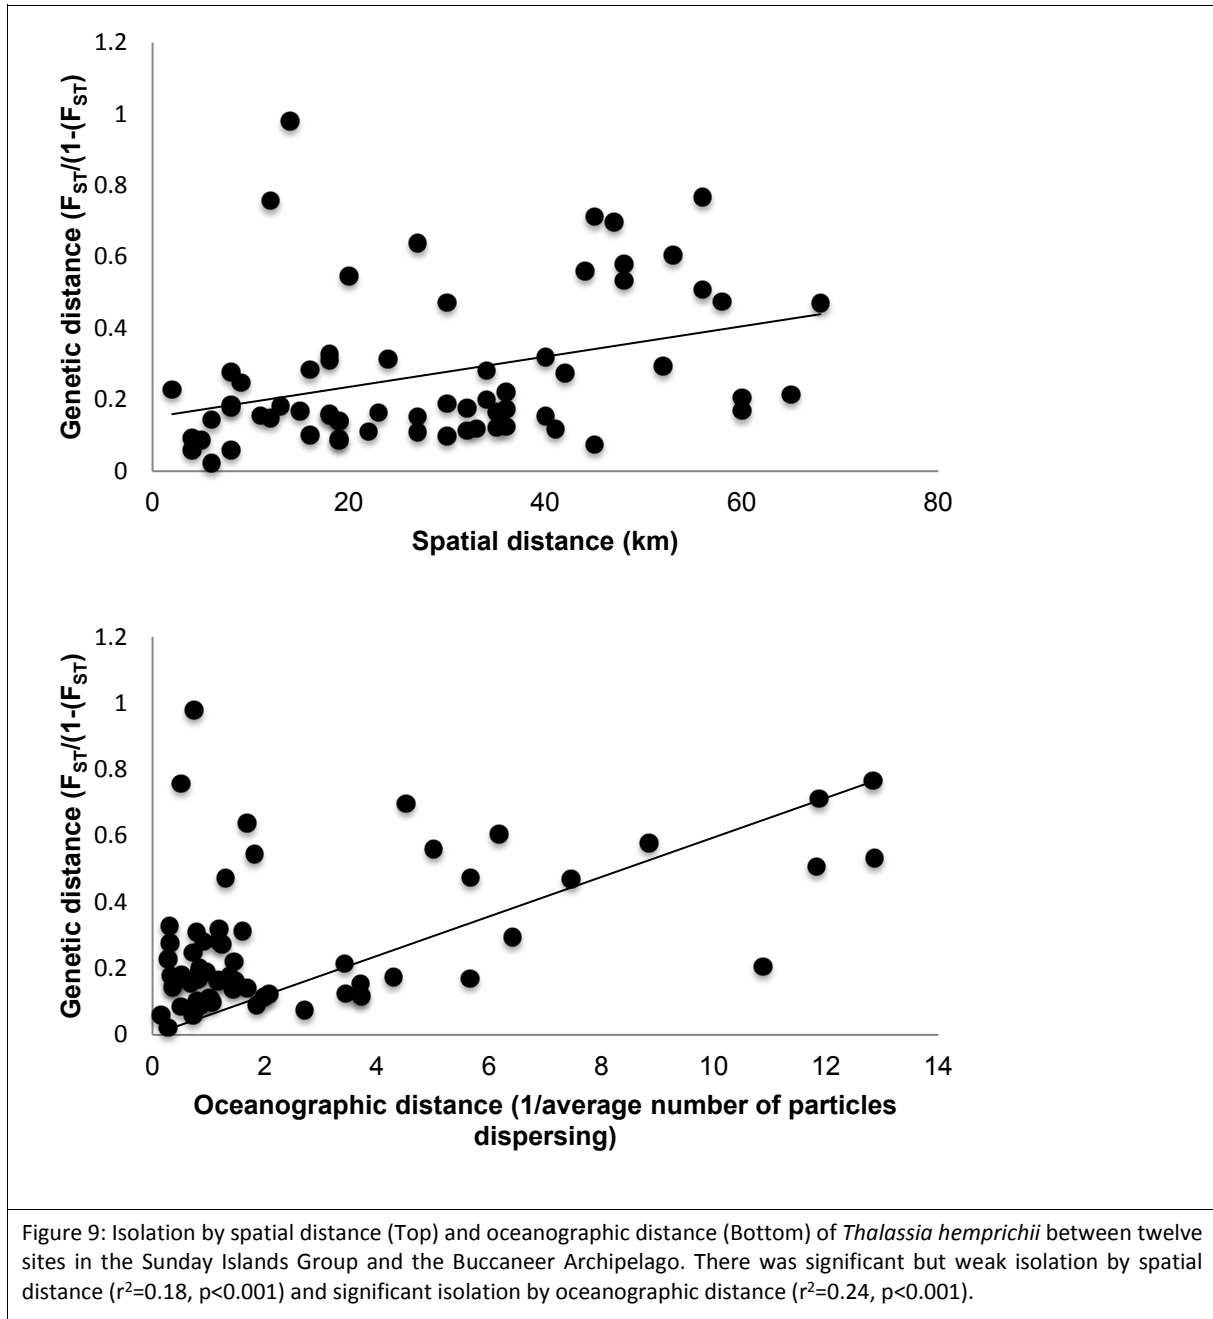 1.2
1
0.8
0.6
0.4
0.2
0
Genetic distance (F_ST/(1-(F_ST)
0 20 40 60 80
Spatial distance (km)
1.2
1
0.8
0.6
0.4
0.2
0
Genetic distance (F_ST/(1-(F_ST)
0 2 4 6 8 10 12 14
Oceanographic distance (1/average number of particles
dispersing)
Figure 9: Isolation by spatial distance (Top) and oceanographic distance (Bottom) of Thalassia hemprichii between twelve
sites in the Sunday Islands Group and the Buccaneer Archipelago. There was significant but weak isolation by spatial
distance (r²=0.18, p<0.001) and significant isolation by oceanographic distance (r²=0.24, p<0.001).